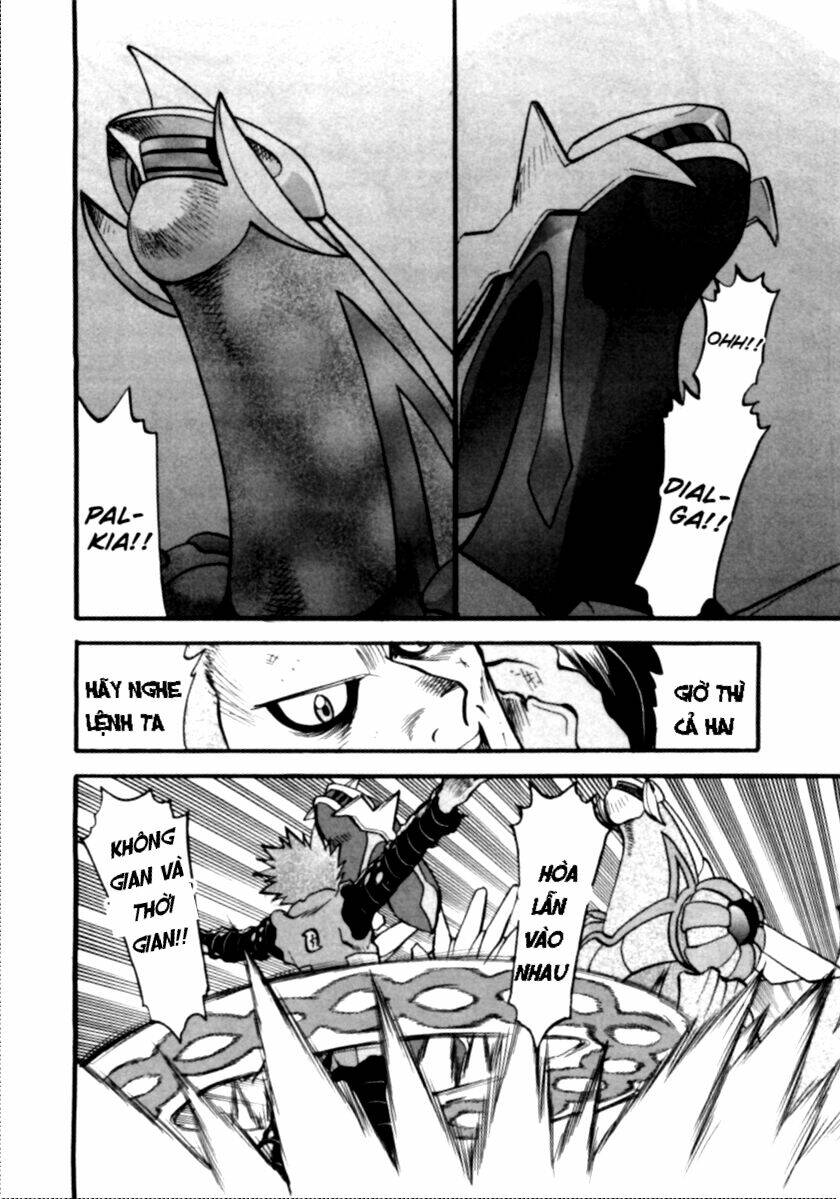 OHH!!
DIAL-
GA!!
PAL-
KIA!!
GIỜ THÌ
CẢ HAI
HÃY NGHE
LỆNH TA
HÒA
LẪN
VÀO
NHAU
KHÔNG
GIAN VÀ
THỜI
GIAN!!